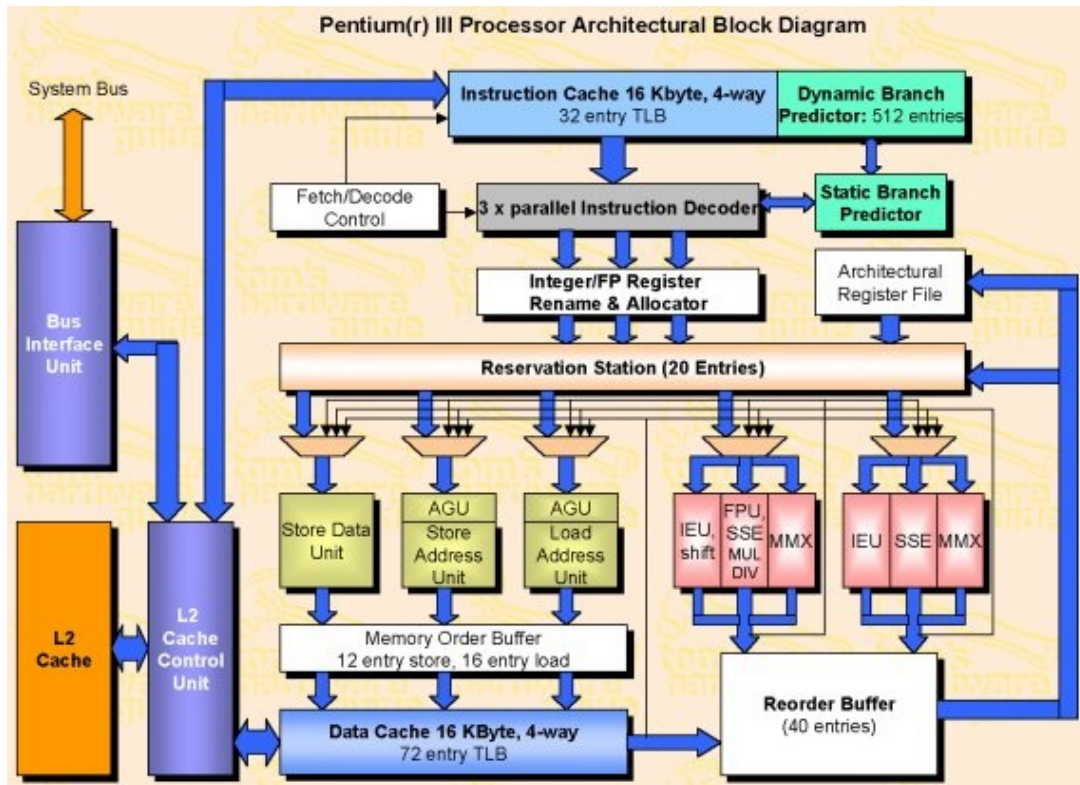 Pentium(r) III Processor Architectural Block Diagram
System Bus
Instruction Cache 16 Kbyte, 4-way
32 entry TLB
Dynamic Branch
Predictor: 512 entries
Fetch/Decode
Control
3 x parallel Instruction Decoder
Static Branch
Predictor
Integer/FP Register
Rename & Allocator
Architectural
Register File
Bus
Interface
Unit
Reservation Station (20 Entries)
Store Data
Unit
AGU
Store
Address
Unit
AGU
Load
Address
Unit
IEU,
shift
FPU,
SSE
MUL
DIV
MMX
IEU
SSE
MMX
L2
Cache
L2
Cache
Control
Unit
Memory Order Buffer
12 entry store, 16 entry load
Data Cache 16 KByte, 4-way
72 entry TLB
Reorder Buffer
(40 entries)
tom's
hardware
guide